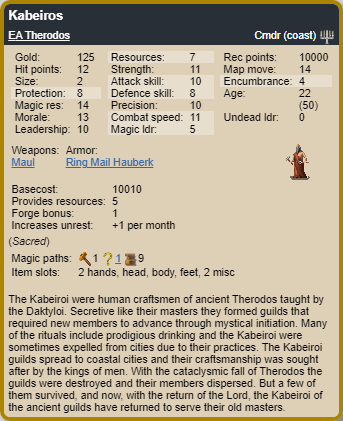 Kabeiros
EA Therodos Cmdr (coast)
Gold: 125 Resources: 7 Rec points: 10000
Hit points: 12 Strength: 11 Map move: 14
Size: 2 Attack skill: 10 Encumbrance: 4
Protection: 8 Defence skill: 8 Age: 22
Magic res: 14 Precision: 10 (50)
Morale: 13 Combat speed: 11 Undead ldr: 0
Leadership: 10 Magic ldr: 5
Weapons: Armor:
Maul Ring Mail Hauberk
Basecost: 10010
Provides resources: 5
Forge bonus: 1
Increases unrest: +1 per month
(Sacred)
Magic paths: 1 ? 1 9
Item slots: 2 hands, head, body, feet, 2 misc
The Kabeiroi were human craftsmen of ancient Therodos taught by
the Daktyloi. Secretive like their masters they formed guilds that
required new members to advance through mystical initiation. Many
of the rituals include prodigious drinking and the Kabeiroi were
sometimes expelled from cities due to their practices. The Kabeiroi
guilds spread to coastal cities and their craftsmanship was sought
after by the kings of men. With the cataclysmic fall of Therodos the
guilds were destroyed and their members dispersed. But a few of
them survived, and now, with the return of the Lord, the Kabeiroi of
the ancient guilds have returned to serve their old masters.